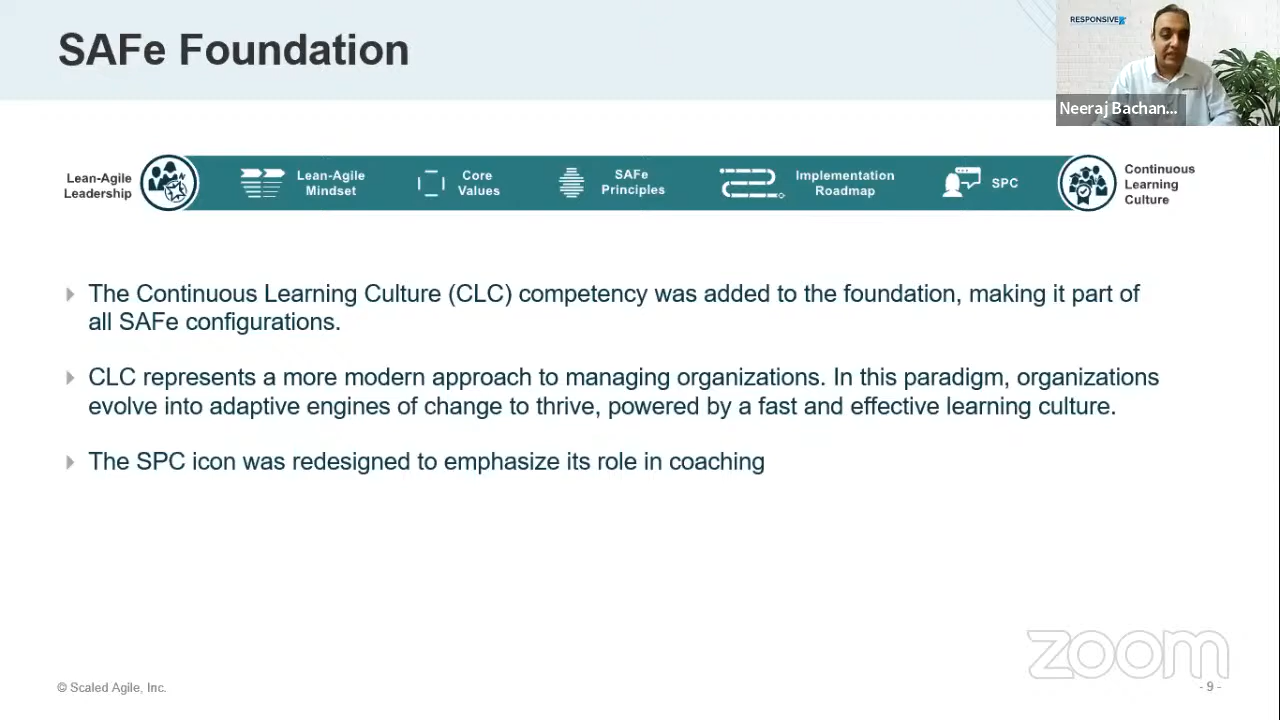 SAFe Foundation
RESPONSIVE
Neeraj Bachan...
Lean-Agile
Leadership
Lean-Agile
Mindset
Core
Values
SAFe
Principles
Implementation
Roadmap
SPC
Continuous
Learning
Culture
The Continuous Learning Culture (CLC) competency was added to the foundation, making it part of
all SAFe configurations.
CLC represents a more modern approach to managing organizations. In this paradigm, organizations
evolve into adaptive engines of change to thrive, powered by a fast and effective learning culture.
The SPC icon was redesigned to emphasize its role in coaching
zoom
© Scaled Agile, Inc.
- 9 -